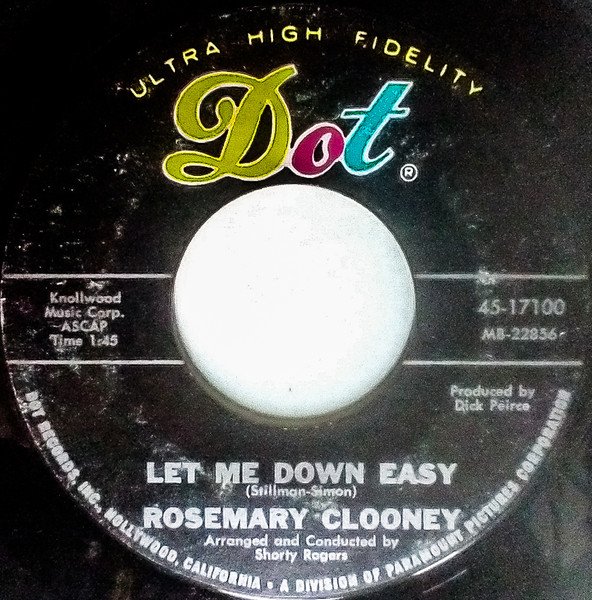 ULTRA HIGH FIDELITY
Dot
®
Knollwood
Music Corp.
ASCAP
Time 1:45
45-17100
MB-22856
Produced by
Dick Peirce
LET ME DOWN EASY
(Stillman-Simon)
ROSEMARY CLOONEY
Arranged and Conducted by
Shorty Rogers
DOT RECORDS, INC. HOLLYWOOD, CALIFORNIA • A DIVISION OF PARAMOUNT PICTURES CORPORATION